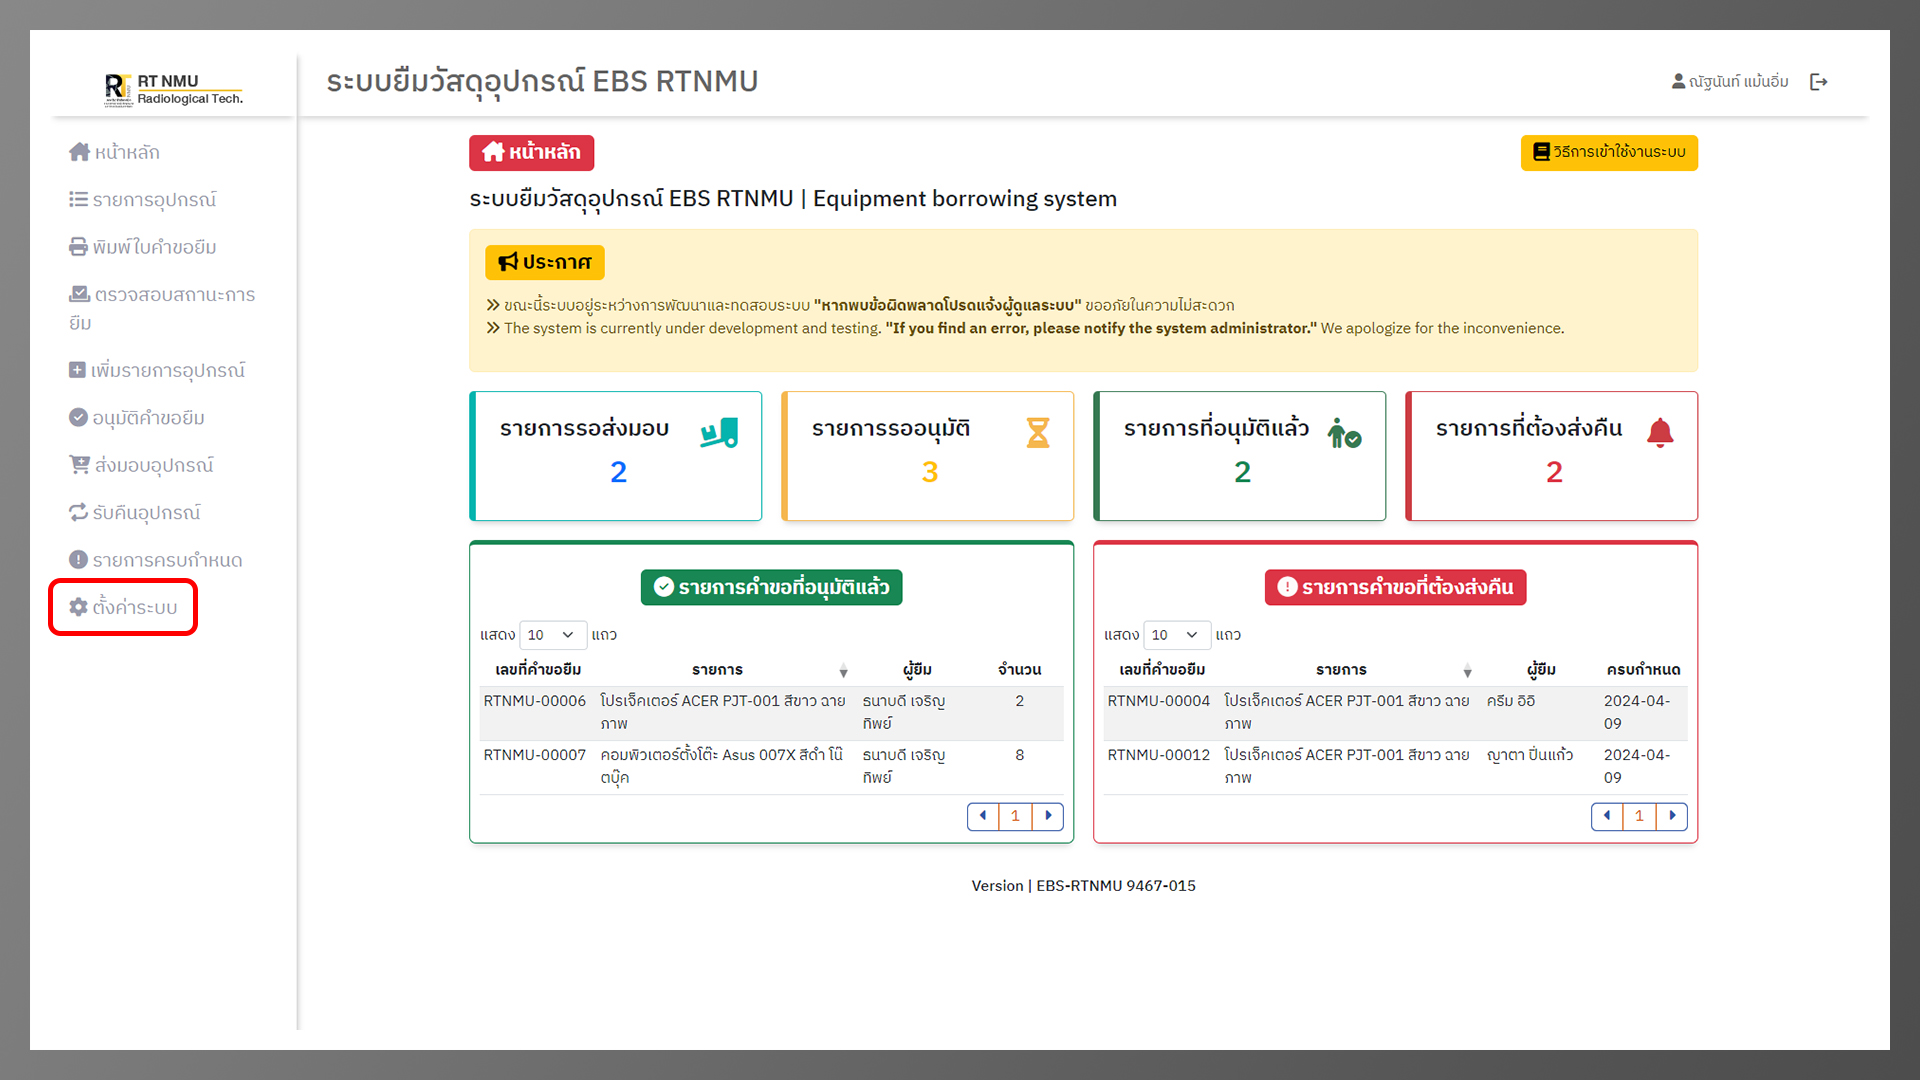 RT NMU
Radiological Tech.
ระบบยืมวัสดุอุปกรณ์ EBS RTNMU
ณัฐนันท์ แม้นอิ่ม
หน้าหลัก
รายการอุปกรณ์
พิมพ์ใบคำขอยืม
ตรวจสอบสถานะการ
ยืม
เพิ่มรายการอุปกรณ์
อนุมัติคำขอยืม
ส่งมอบอุปกรณ์
รับคืนอุปกรณ์
รายการครบกำหนด
ตั้งค่าระบบ
หน้าหลัก
วิธีการเข้าใช้งานระบบ
ระบบยืมวัสดุอุปกรณ์ EBS RTNMU | Equipment borrowing system
ประกาศ
ขณะนี้ระบบอยู่ระหว่างการพัฒนาและทดสอบระบบ "หากพบข้อผิดพลาดโปรดแจ้งผู้ดูแลระบบ" ขออภัยในความไม่สะดวก
The system is currently under development and testing. "If you find an error, please notify the system administrator." We apologize for the inconvenience.
รายการรอส่งมอบ
2
รายการรออนุมัติ
3
รายการที่อนุมัติแล้ว
2
รายการที่ต้องส่งคืน
2
รายการคำขอที่อนุมัติแล้ว
แสดง 10 แถว
เลขที่คำขอยืม รายการ ผู้ยืม จำนวน
RTNMU-00006 โปรเจ็คเตอร์ ACER PJT-001 สีขาว ฉาย ธนาบดี เจริญ 2
ภาพ ทิพย์
RTNMU-00007 คอมพิวเตอร์ตั้งโต๊ะ Asus 007X สีดำ โน๊ ธนาบดี เจริญ 8
ตบุ๊ค ทิพย์
1
รายการคำขอที่ต้องส่งคืน
แสดง 10 แถว
เลขที่คำขอยืม รายการ ผู้ยืม ครบกำหนด
RTNMU-00004 โปรเจ็คเตอร์ ACER PJT-001 สีขาว ฉาย ครีม อิอิ 2024-04-
ภาพ 09
RTNMU-00012 โปรเจ็คเตอร์ ACER PJT-001 สีขาว ฉาย ญาตา ปิ่นแก้ว 2024-04-
ภาพ 09
1
Version | EBS-RTNMU 9467-015